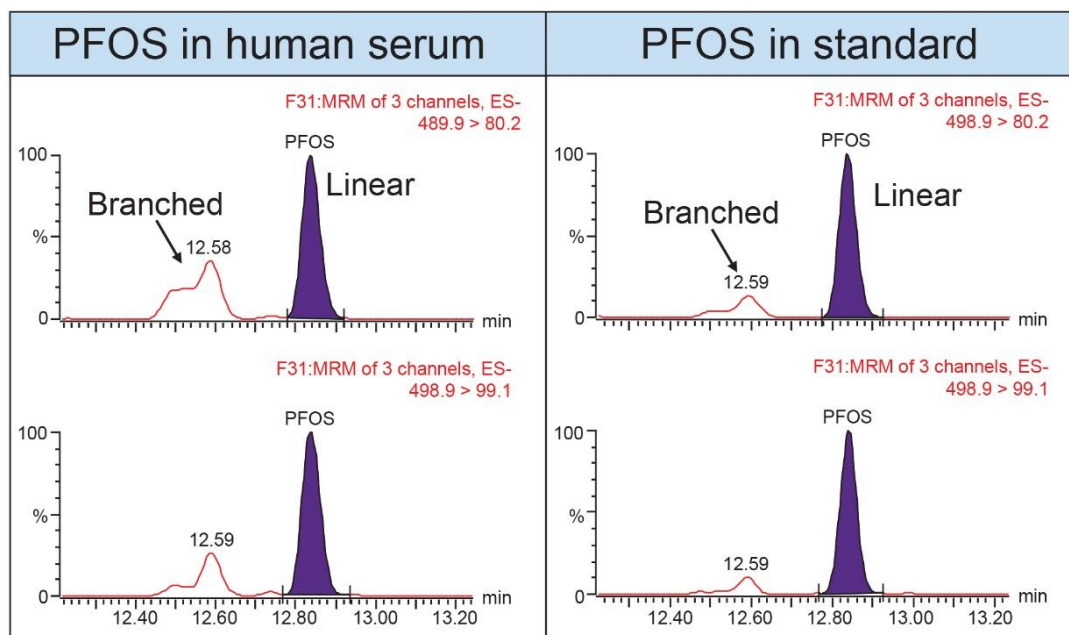 PFOS in human serum
PFOS in standard
F31:MRM of 3 channels, ES-
489.9 > 80.2
PFOS
100
Linear
Branched
12.58
%
0
min
F31:MRM of 3 channels, ES-
498.9 > 80.2
PFOS
100
Linear
Branched
12.59
%
0
min
F31:MRM of 3 channels, ES-
498.9 > 99.1
PFOS
100
%
12.59
0
min
12.40 12.60 12.80 13.00 13.20
F31:MRM of 3 channels, ES-
498.9 > 99.1
PFOS
100
%
12.59
0
min
12.40 12.60 12.80 13.00 13.20